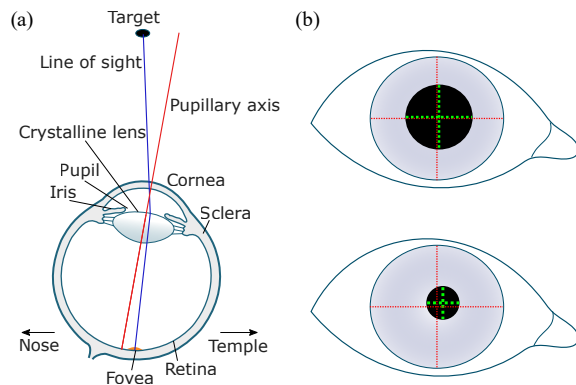 (a)
Target
Line of sight
Pupillary axis
Crystalline lens
Pupil
Cornea
Iris
Sclera
Nose
Temple
Retina
Fovea
(b)